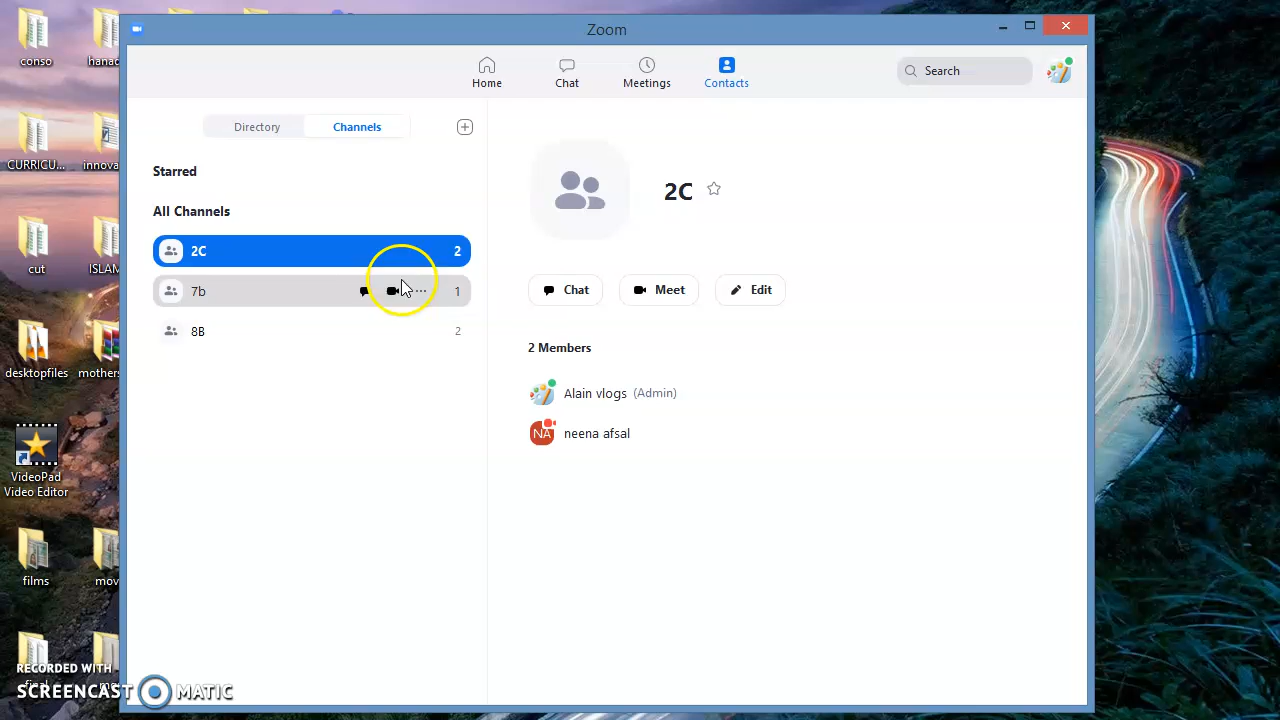 Zoom
Home
Chat
Meetings
Contacts
Search
Directory
Channels
Starred
All Channels
2C 2
7b 1
8B 2
2C
Chat
Meet
Edit
2 Members
Alain vlogs (Admin)
NA neena afsal
conso
hanad
CURRICU...
innova
cut
ISLAM
desktopfiles
mothers
VideoPad
Video Editor
films
mov
RECORDED WITH
SCREENCAST MATIC